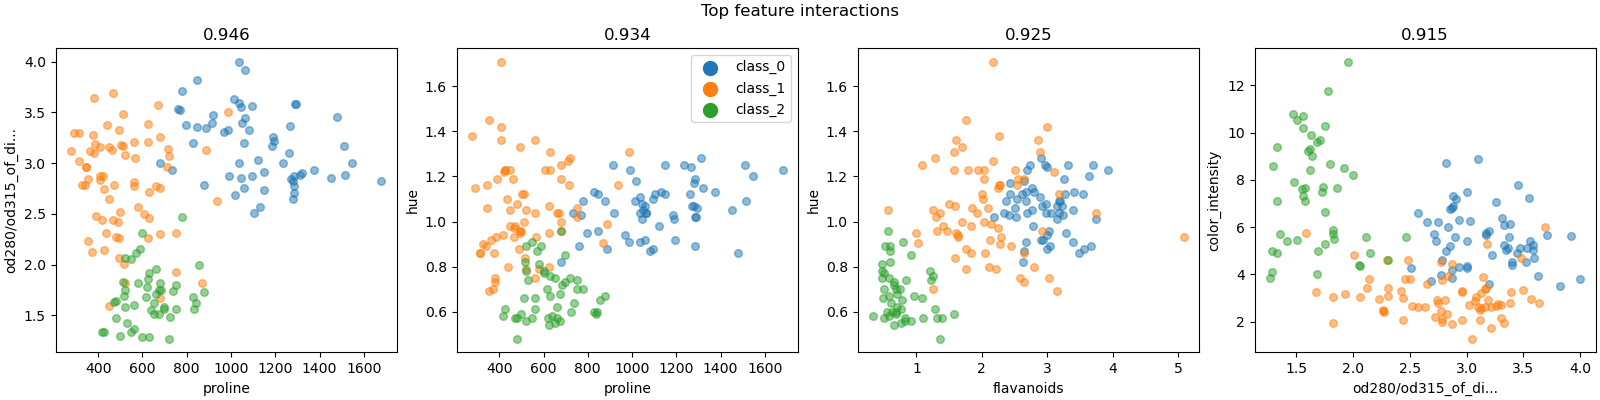 Top feature interactions
0.946
od280/od315_of_di...
4.0
3.5
3.0
2.5
2.0
1.5
400 600 800 1000 1200 1400 1600
proline
0.934
hue
1.6
1.4
1.2
1.0
0.8
0.6
class_0
class_1
class_2
400 600 800 1000 1200 1400 1600
proline
0.925
hue
1.6
1.4
1.2
1.0
0.8
0.6
1 2 3 4 5
flavanoids
0.915
color_intensity
12
10
8
6
4
2
1.5 2.0 2.5 3.0 3.5 4.0
od280/od315_of_di...